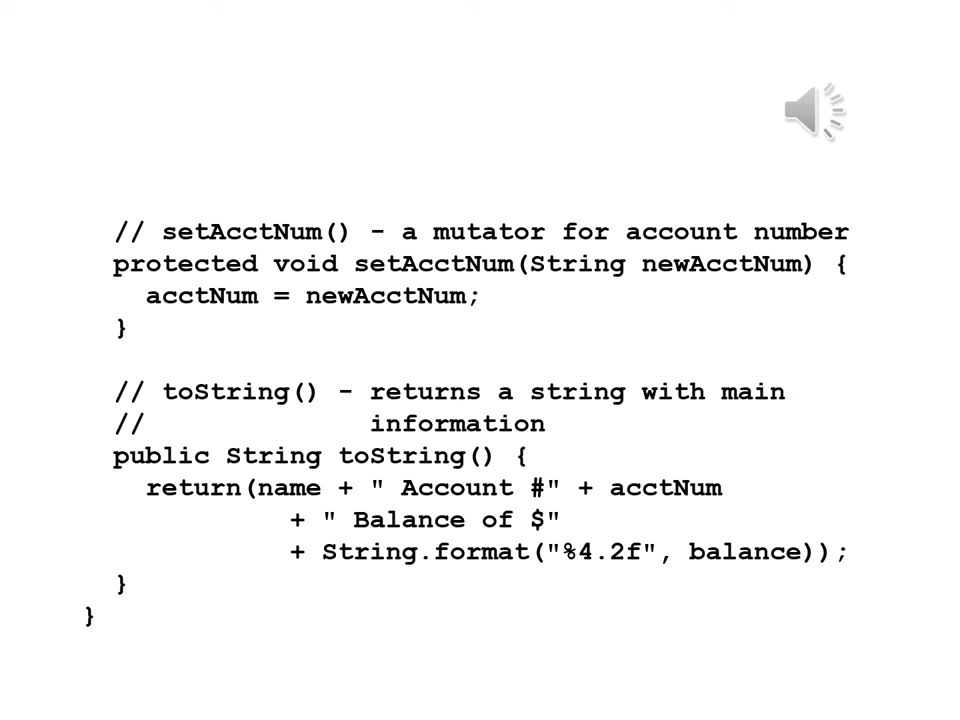 // setAcctNum() - a mutator for account number
protected void setAcctNum(String newAcctNum) {
acctNum = newAcctNum;
}
// toString() - returns a string with main
// information
public String toString() {
return(name + " Account #" + acctNum
+ " Balance of $"
+ String.format("%4.2f", balance));
}
}